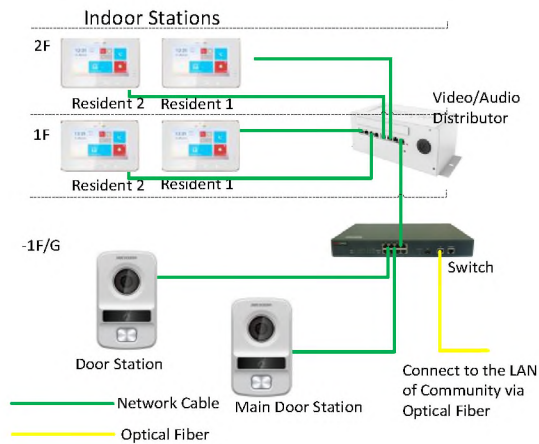 Indoor Stations
2F
Resident 2
Resident 1
Video/Audio
Distributor
1F
Resident 2
Resident 1
-1F/G
Switch
Door Station
Main Door Station
Connect to the LAN
of Community via
Optical Fiber
Network Cable
Optical Fiber